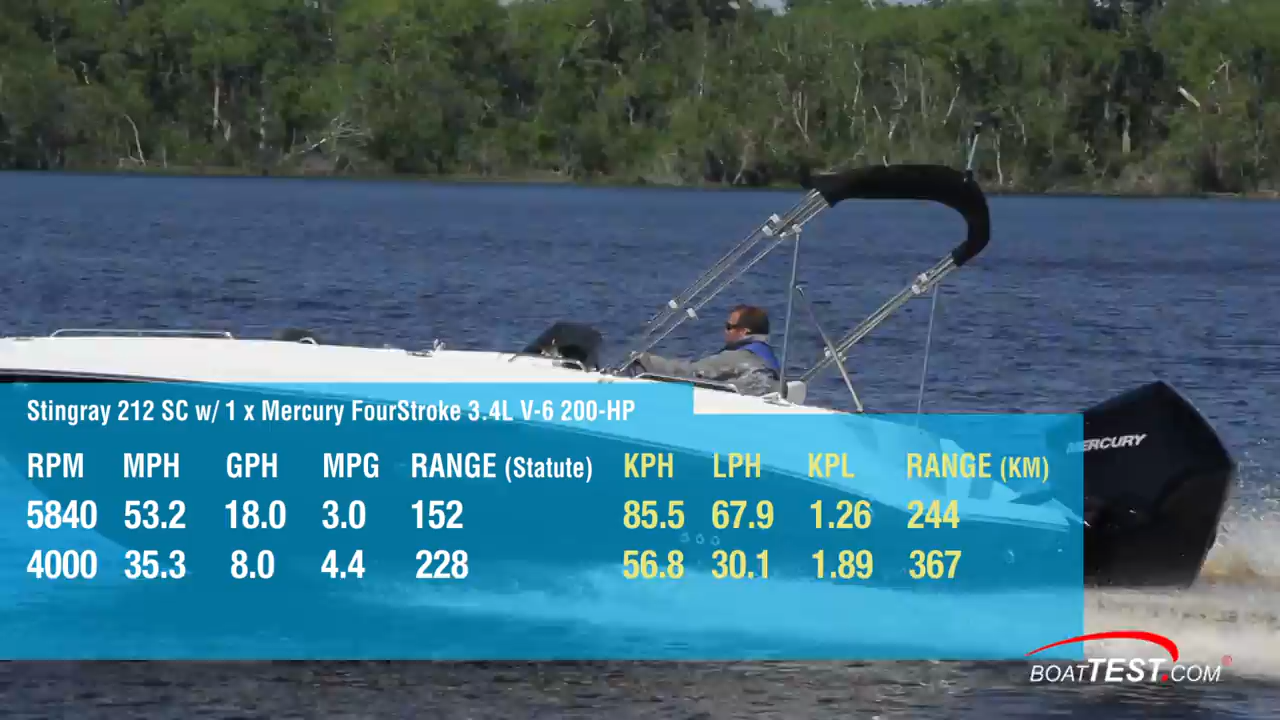 Stingray 212 SC w/ 1 x Mercury FourStroke 3.4L V-6 200-HP
RPM MPH GPH MPG RANGE (Statute) KPH LPH KPL RANGE (KM)
5840 53.2 18.0 3.0 152 85.5 67.9 1.26 244
4000 35.3 8.0 4.4 228 56.8 30.1 1.89 367
MERCURY
BOATTEST.COM